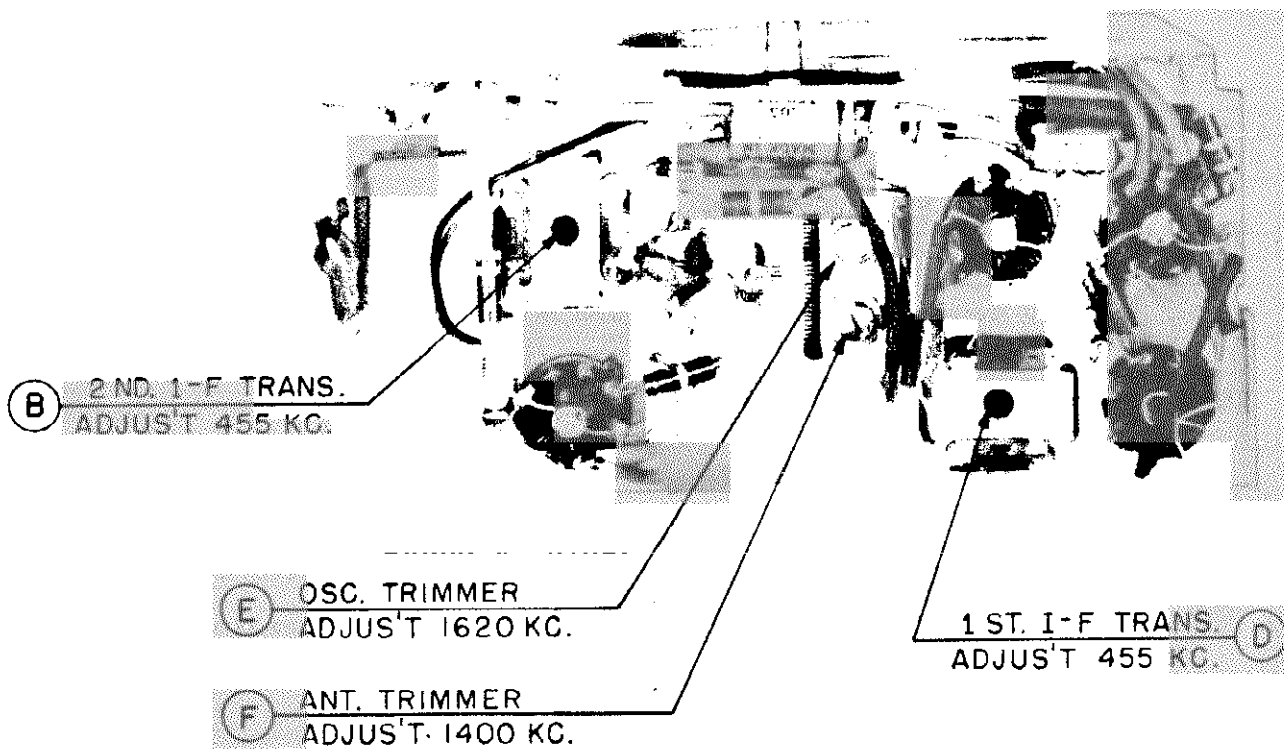 B 2 ND. I-F TRANS.
ADJUS'T 455 KC.
E OSC. TRIMMER
ADJUS'T 1620 KC.
F ANT. TRIMMER
ADJUS'T. 1400 KC.
1 ST. I-F TRANS. D
ADJUS'T 455 KC.